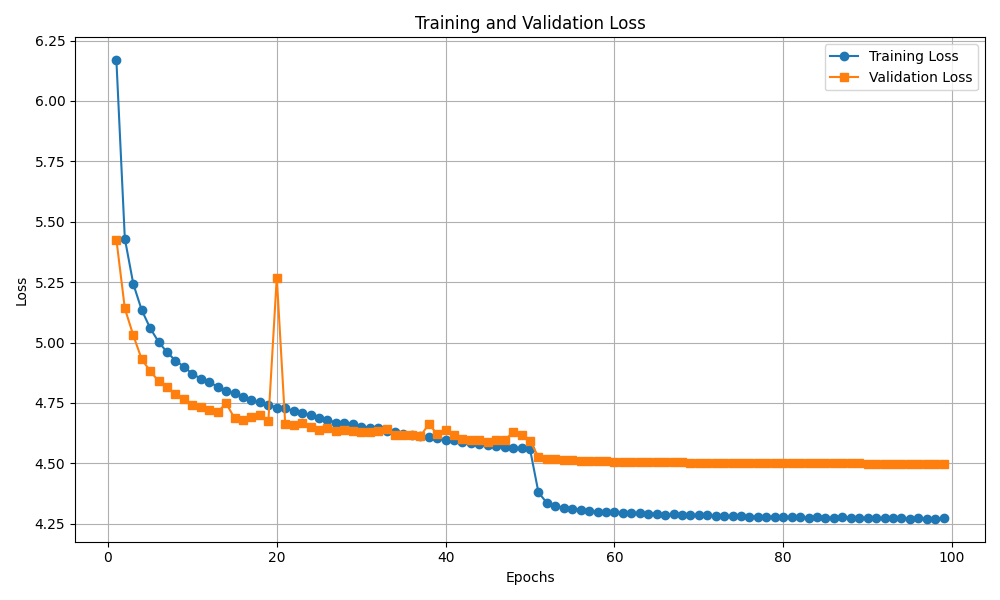 Training and Validation Loss
Training Loss
Validation Loss
Loss
6.25
6.00
5.75
5.50
5.25
5.00
4.75
4.50
4.25
0 20 40 60 80 100
Epochs